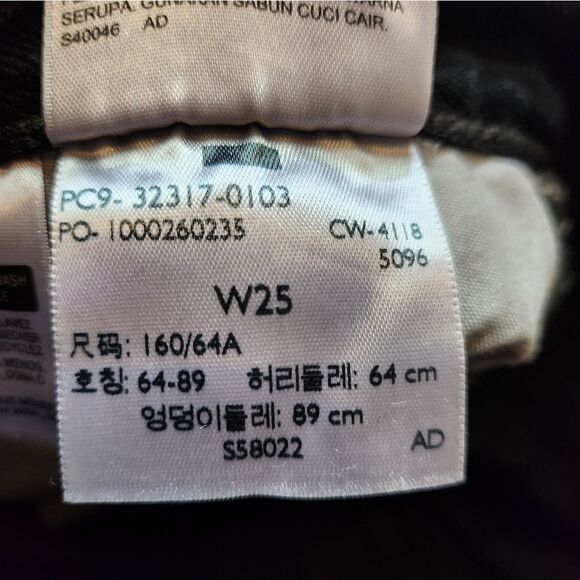 SERUPA. GUNAKAN SABUN CUCI CAIR.
S40046 AD
PC9- 32317-0103
PO- 1000260235 CW-4118
5096
W25
尺码: 160/64A
호칭: 64-89 허리둘레: 64 cm
엉덩이둘레: 89 cm
S58022 AD